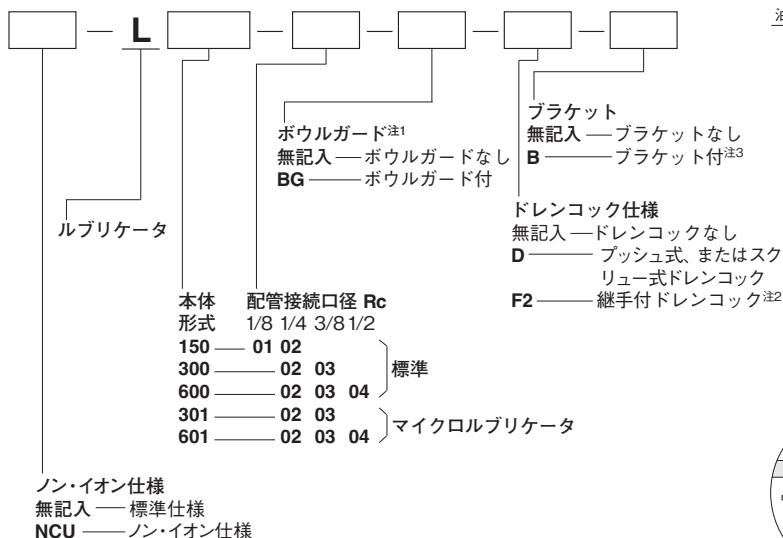 — L — — — —
ブラケット
無記入 — ブラケットなし
B — ブラケット付注3
ボウルガード注1
無記入 — ボウルガードなし
BG — ボウルガード付
ドレンコック仕様
無記入 — ドレンコックなし
D — プッシュ式、またはスク
リュー式ドレンコック
F2 — 継手付ドレンコック注2
ルブリケータ
本体 配管接続口径 Rc
形式 1/8 1/4 3/8 1/2
150 — 01 02
300 — 02 03
600 — 02 03 04
標準
301 — 02 03
601 — 02 03 04
マイクロルブリケータ
ノン・イオン仕様
無記入 — 標準仕様
NCU — ノン・イオン仕様